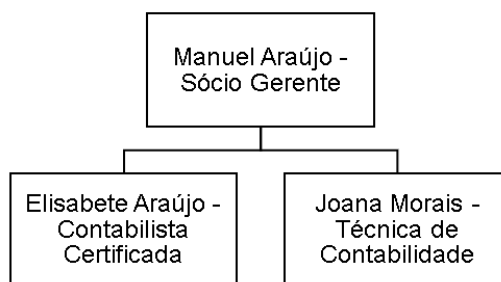 Manuel Araújo -
Sócio Gerente
Elisabete Araújo -
Contabilista
Certificada
Joana Morais -
Técnica de
Contabilidade